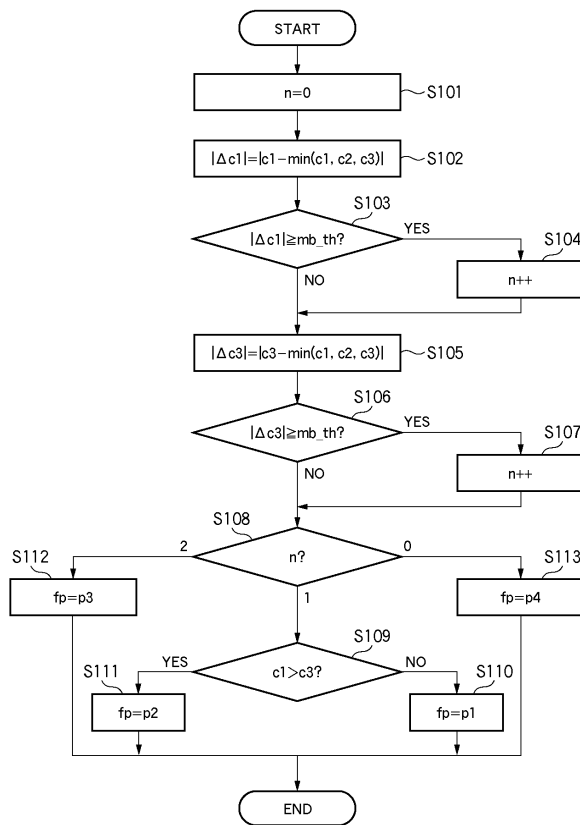 START
n=0
S101
|Δc1|=|c1−min(c1, c2, c3)|
S102
S103
|Δc1|≧mb_th?
YES
S104
n++
NO
|Δc3|=|c3−min(c1, c2, c3)|
S105
S106
|Δc3|≧mb_th?
YES
S107
n++
NO
S108
n?
2
0
1
S112
fp=p3
S113
fp=p4
S109
c1>c3?
YES
NO
S111
fp=p2
S110
fp=p1
END